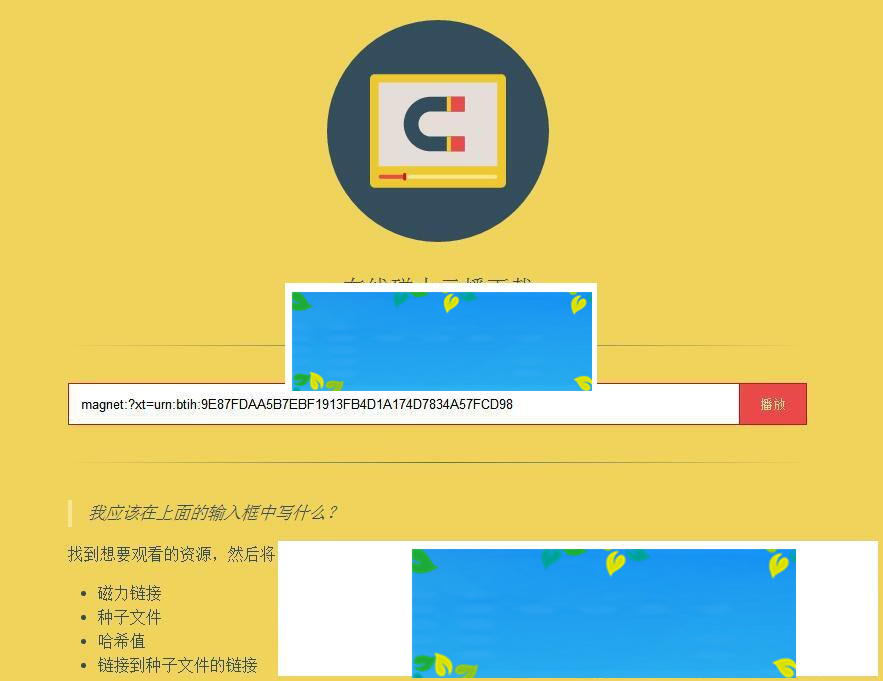 magnet:?xt=urn:btih:9E87FDAA5B7EBF1913FB4D1A174D7834A57FCD98
播放
我应该在上面的输入框中写什么?
找到想要观看的资源，然后将
磁力链接
种子文件
哈希值
链接到种子文件的链接